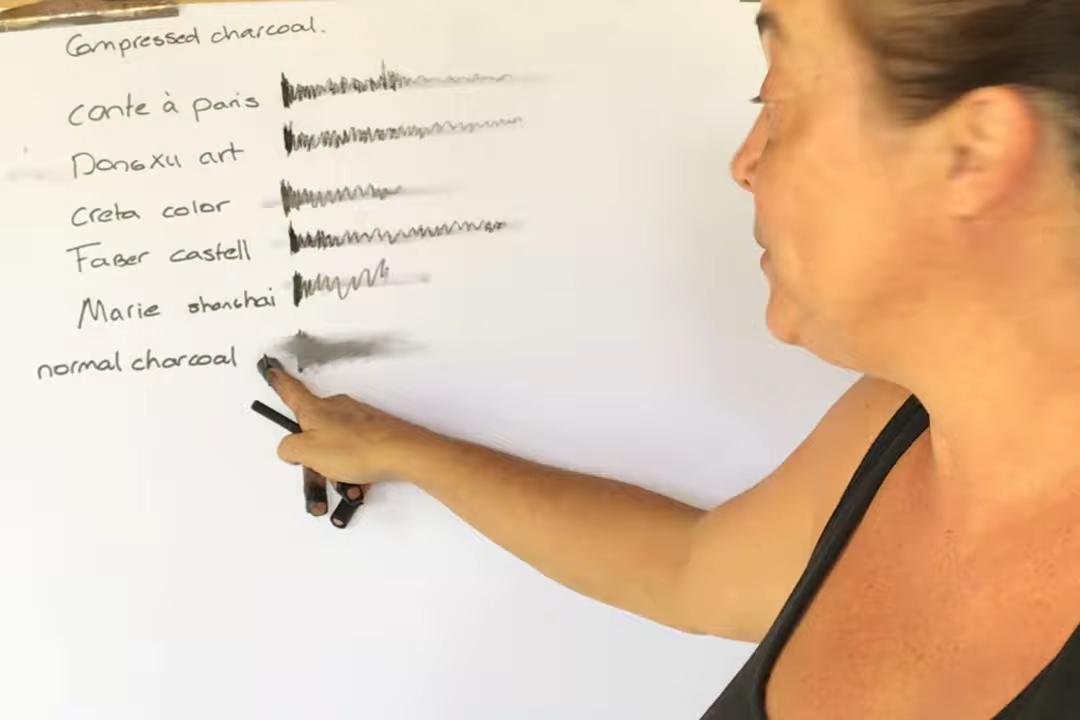 Compressed charcoal.
conte à paris
Dongxu art
Creta color
Faber castell
Marie shanghai
normal charcoal